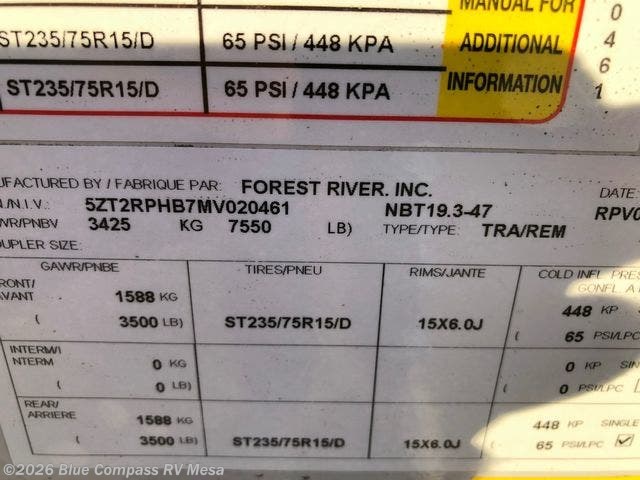 MANUAL FOR
ST235/75R15/D 65 PSI / 448 KPA ADDITIONAL
ST235/75R15/D 65 PSI / 448 KPA INFORMATION
0
4
6
1
UFACTURED BY / FABRIQUE PAR: FOREST RIVER. INC. DATE:
./N.I.V.: 5ZT2RPHB7MV020461 NBT19.3-47 RPV0
WR/PNBV 3425 KG 7550 LB) TYPE/TYPE: TRA/REM
UPLER SIZE:
GAWR/PNBE TIRES/PNEU RIMS/JANTE COLD INFL. PRES
GONFL. A
RONT/
VANT 1588 KG 448 KP
( 3500 LB) ST235/75R15/D 15X6.0J ( 65 PSI/LPC
INTERM/I
NTERM 0 KG 0 KP SIN
( 0 LB) ( 0 PSI/LPC
REAR/
ARRIERE 1588 KG 448 KP SINGLE
( 3500 LB) ST235/75R15/D 15X6.0J ( 65 PSI/LPC
©2026 Blue Compass RV Mesa